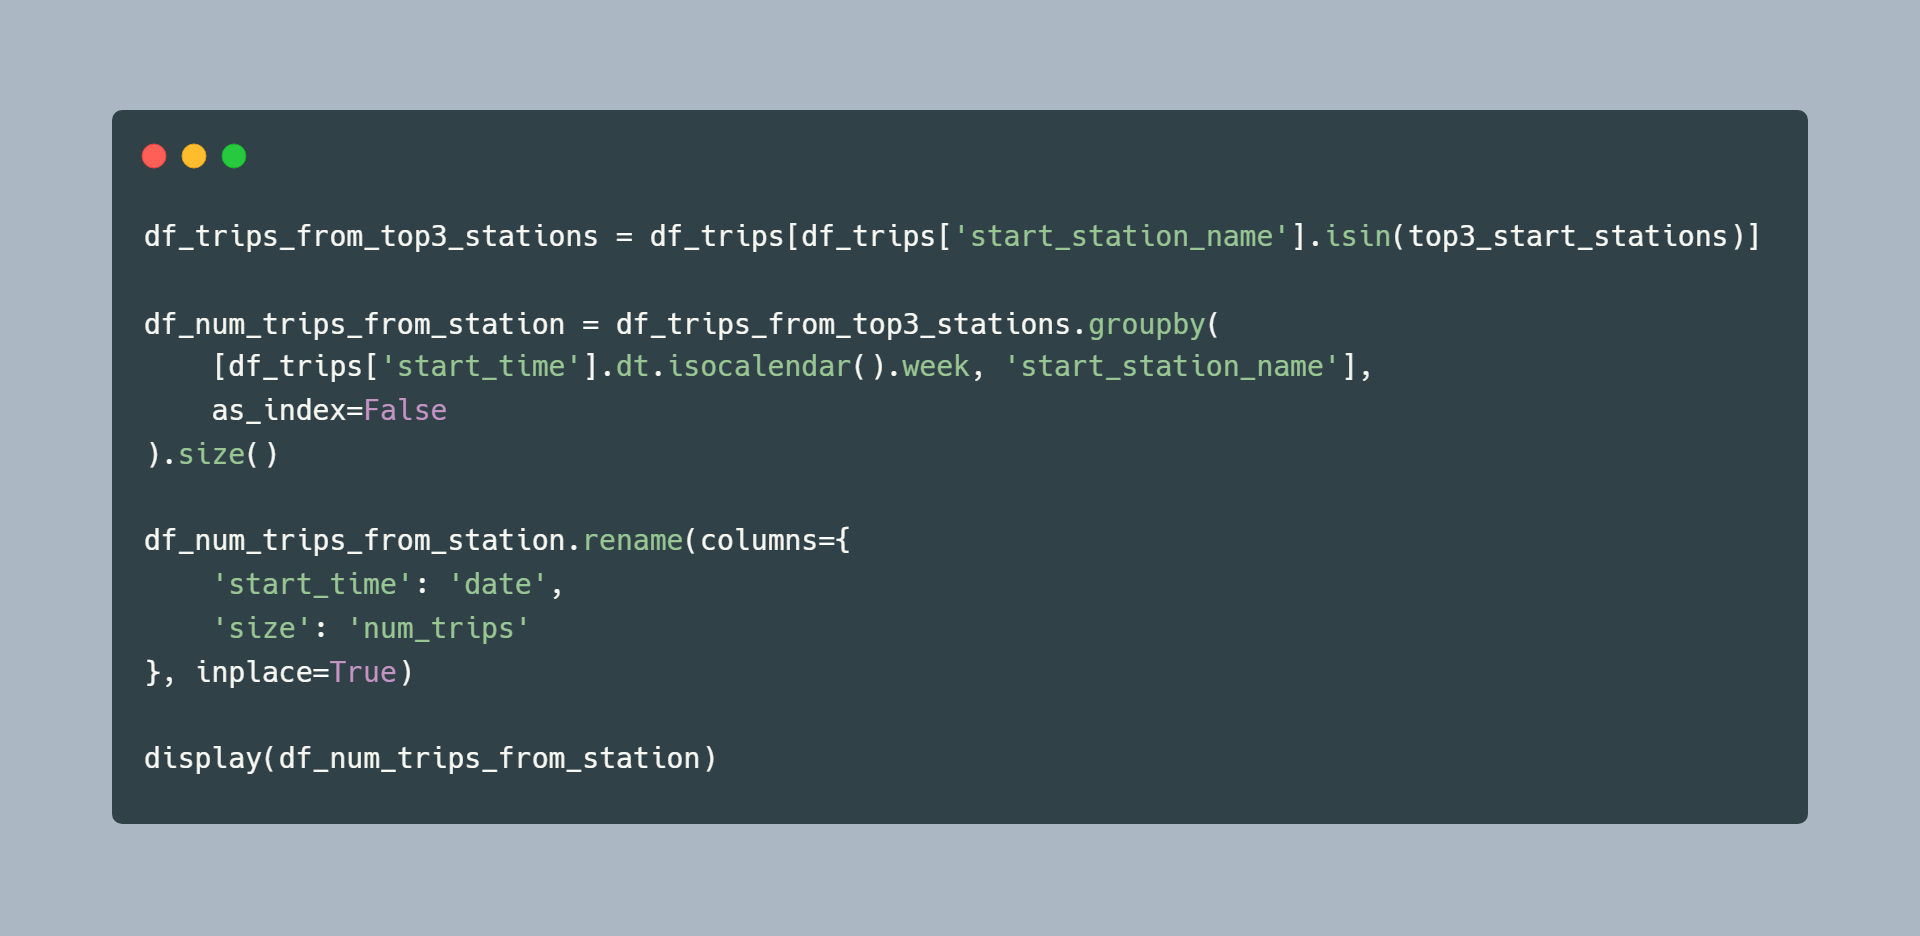 df_trips_from_top3_stations = df_trips[df_trips['start_station_name'].isin(top3_start_stations)]

df_num_trips_from_station = df_trips_from_top3_stations.groupby(
    [df_trips['start_time'].dt.isocalendar().week, 'start_station_name'],
    as_index=False
).size()

df_num_trips_from_station.rename(columns={
    'start_time': 'date',
    'size': 'num_trips'
}, inplace=True)

display(df_num_trips_from_station)